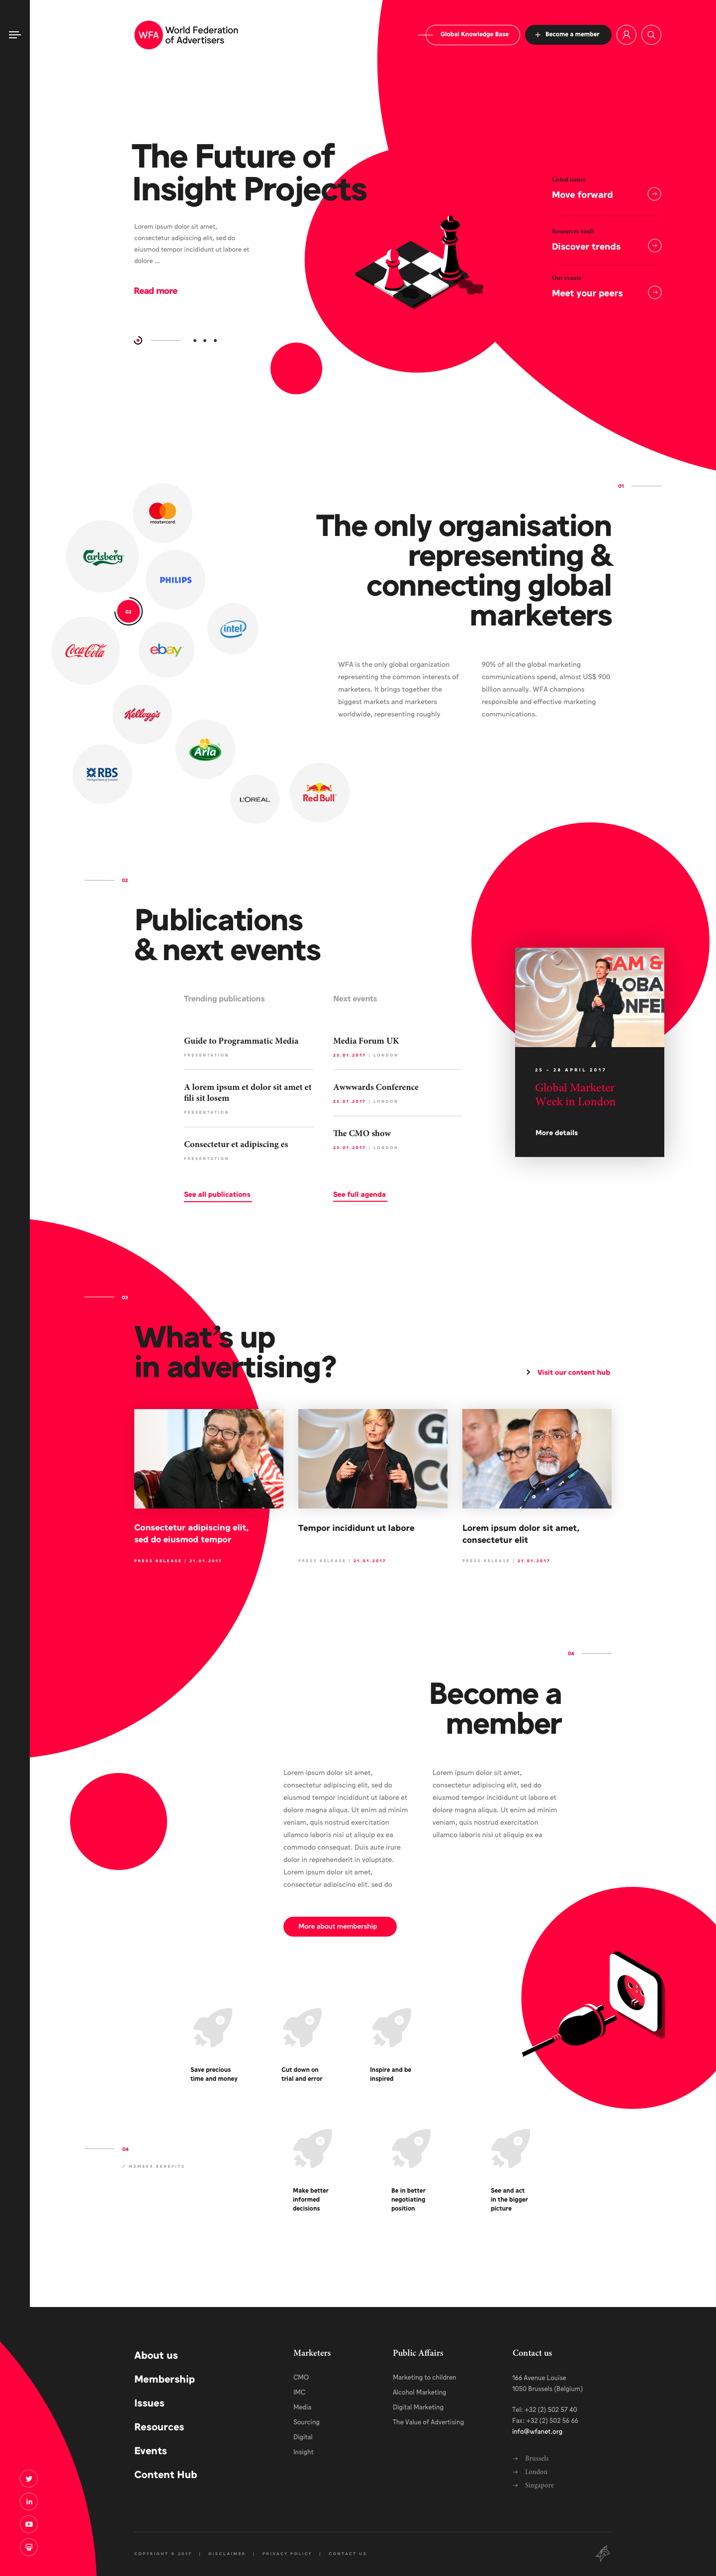 WFA
World Federation
of Advertisers
Global Knowledge Base
Become a member
The Future of
Insight Projects
Lorem ipsum dolor sit amet,
consectetur adipiscing elit, sed do
eiusmod tempor incididunt ut labore et
dolore ...
Read more
Listed issues
Move forward
Resources vault
Discover trends
Our events
Meet your peers
01
The only organisation
representing &
connecting global
marketers
WFA is the only global organization
representing the common interests of
marketers. It brings together the
biggest markets and marketers
worldwide, representing roughly
90% of all the global marketing
communications spend, almost US$ 900
billion annually. WFA champions
responsible and effective marketing
communications.
mastercard
Carlsberg
PHILIPS
02
intel
Coca-Cola
ebay
Kellogg's
Arla
RBS
L'ORÉAL
Red Bull
02
Publications
& next events
Trending publications
Guide to Programmatic Media
PRESENTATION
A lorem ipsum et dolor sit amet et
fili sit losem
PRESENTATION
Consectetur et adipiscing es
PRESENTATION
See all publications
Next events
Media Forum UK
23.01.2017 | LONDON
Awwwards Conference
23.01.2017 | LONDON
The CMO show
23.01.2017 | LONDON
See full agenda
25 – 28 APRIL 2017
Global Marketer
Week in London
More details
03
What's up
in advertising?
Visit our content hub
Consectetur adipiscing elit,
sed do eiusmod tempor
PRESS RELEASE | 21.01.2017
Tempor incididunt ut labore
PRESS RELEASE | 21.01.2017
Lorem ipsum dolor sit amet,
consectetur elit
PRESS RELEASE | 21.01.2017
04
Become a
member
Lorem ipsum dolor sit amet,
consectetur adipiscing elit, sed do
eiusmod tempor incididunt ut labore et
dolore magna aliqua. Ut enim ad minim
veniam, quis nostrud exercitation
ullamco laboris nisi ut aliquip ex ea
commodo consequat. Duis aute irure
dolor in reprehenderit in voluptate.
Lorem ipsum dolor sit amet,
consectetur adipiscing elit, sed do
Lorem ipsum dolor sit amet,
consectetur adipiscing elit, sed do
eiusmod tempor incididunt ut labore et
dolore magna aliqua. Ut enim ad minim
veniam, quis nostrud exercitation
ullamco laboris nisi ut aliquip ex ea
More about membership
Save precious
time and money
Cut down on
trial and error
Inspire and be
inspired
04
/ MEMBER BENEFITS
Make better
informed
decisions
Be in better
negotiating
position
See and act
in the bigger
picture
About us
Membership
Issues
Resources
Events
Content Hub
Marketers
CMO
IMC
Media
Sourcing
Digital
Insight
Public Affairs
Marketing to children
Alcohol Marketing
Digital Marketing
The Value of Advertising
Contact us
166 Avenue Louise
1050 Brussels (Belgium)
Tel: +32 (2) 502 57 40
Fax: +32 (2) 502 56 66
info@wfanet.org
Brussels
London
Singapore
COPYRIGHT © 2017 | DISCLAIMER | PRIVACY POLICY | CONTACT US